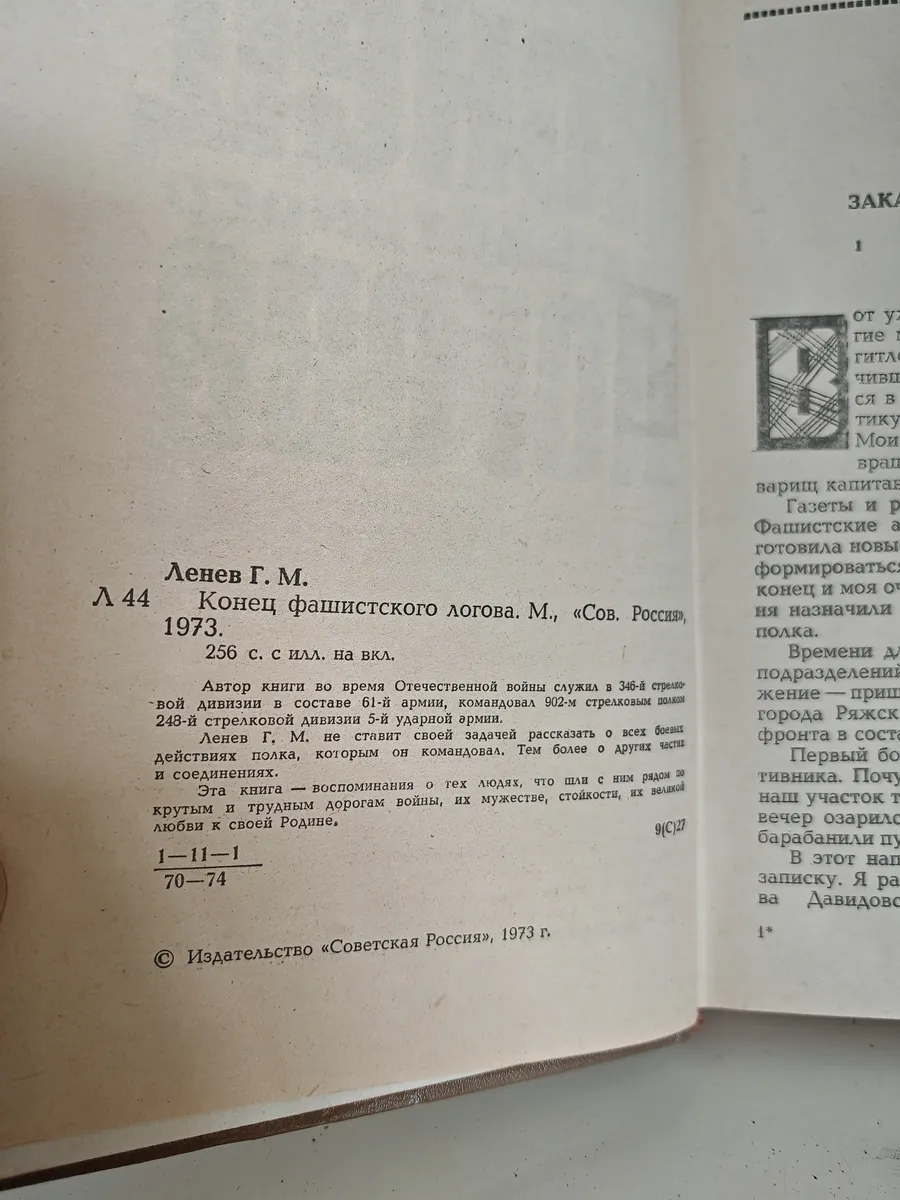 Ленев Г. М.
Л 44 Конец фашистского логова. М., «Сов. Россия»,
1973.
256 с. с илл. на вкл.
Автор книги во время Отечественной войны служил в 346-й стрелко-
вой дивизии в составе 61-й армии, командовал 902-м стрелковым полком
248-й стрелковой дивизии 5-й ударной армии.
Ленев Г. М. не ставит своей задачей рассказать о всех боевых
действиях полка, которым он командовал. Тем более о других частях
и соединениях.
Эта книга — воспоминания о тех людях, что шли с ним рядом по
крутым и трудным дорогам войны, их мужестве, стойкости, их великой
любви к своей Родине.
1—11—1
70—74
9(С)27
© Издательство «Советская Россия», 1973 г.
ЗАКА
1
В
от уж
гие м
гитле
чивш
ся в
тику
Мои
вращ
варищ капитан
Газеты и р
Фашистские а
готовила новы
формироваться
конец и моя оч
ня назначили
полка.
Времени дл
подразделений
жение — приш
города Ряжск
фронта в соста
Первый бо
тивника. Почу
наш участок т
вечер озарилс
барабанили пу
В этот нап
записку. Я ра
ва Давидовс
1*